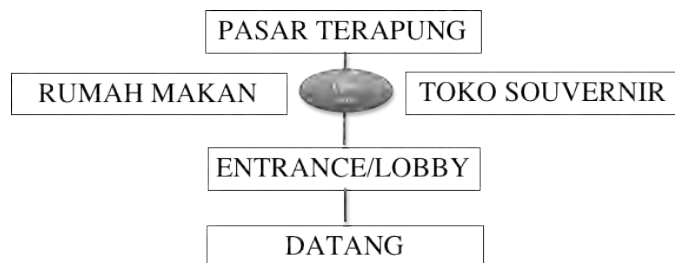 PASAR TERAPUNG
RUMAH MAKAN
TOKO SOUVERNIR
ENTRANCE/LOBBY
DATANG